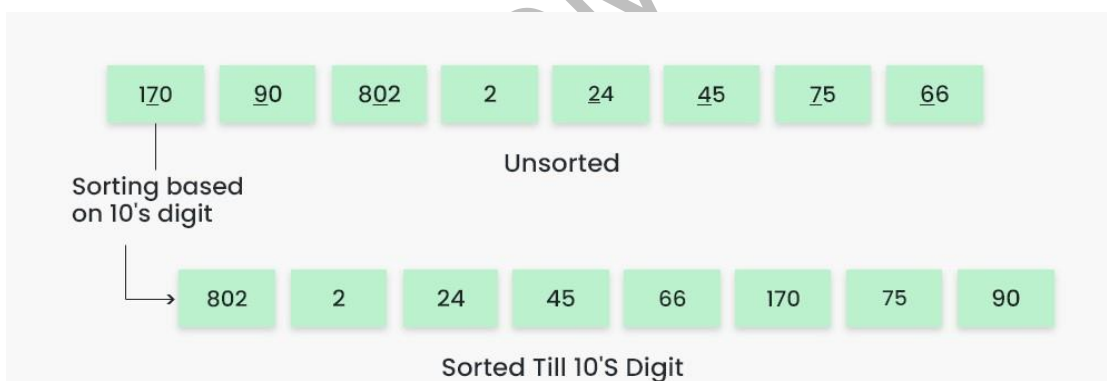 170 90 802 2 24 45 75 66
Unsorted
Sorting based
on 10's digit
802 2 24 45 66 170 75 90
Sorted Till 10'S Digit